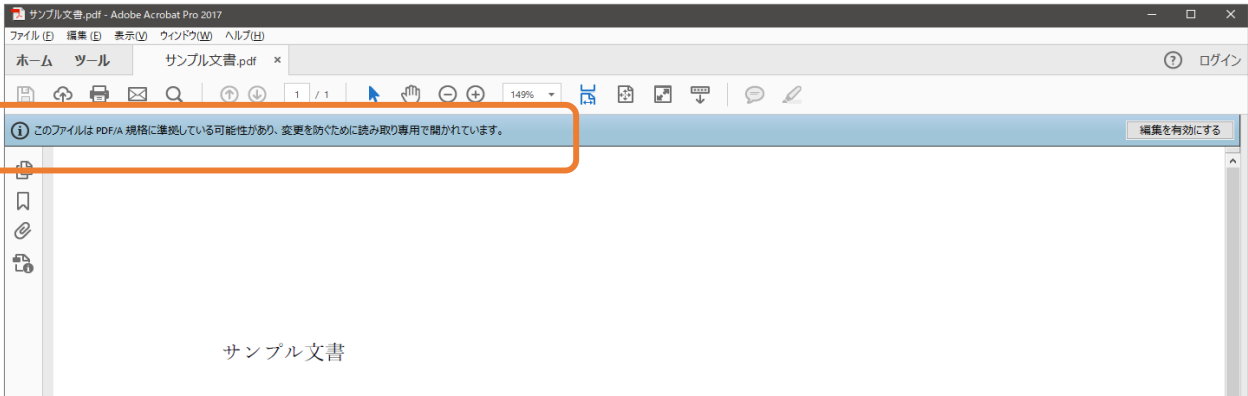 サンプル文書.pdf - Adobe Acrobat Pro 2017
ファイル(F) 編集(E) 表示(V) ウィンドウ(W) ヘルプ(H)
ホーム ツール サンプル文書.pdf × ? ログイン
1 / 1 149%
このファイルは PDF/A 規格に準拠している可能性があり、変更を防ぐために読み取り専用で開かれています。 編集を有効にする
サンプル文書